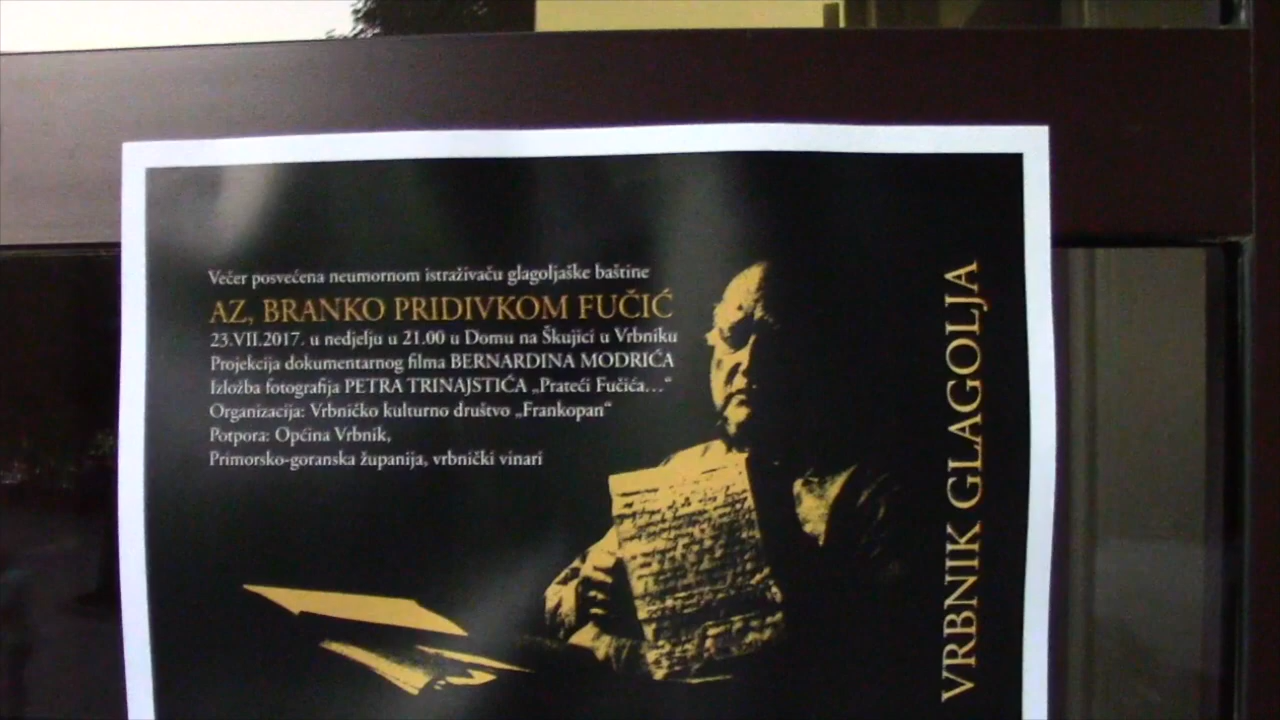 Večer posvećena neumornom istraživaču glagoljaške baštine
AZ, BRANKO PRIDIVKOM FUČIĆ
23.VII.2017. u nedjelju u 21.00 u Domu na Škujici u Vrbniku
Projekcija dokumentarnog filma BERNARDINA MODRIĆA
Izložba fotografija PETRA TRINAJSTIĆA „Prateći Fučića…“
Organizacija: Vrbničko kulturno društvo „Frankopan“
Potpora: Općina Vrbnik,
Primorsko-goranska županija, vrbnički vinari
VRBNIK GLAGOLJA